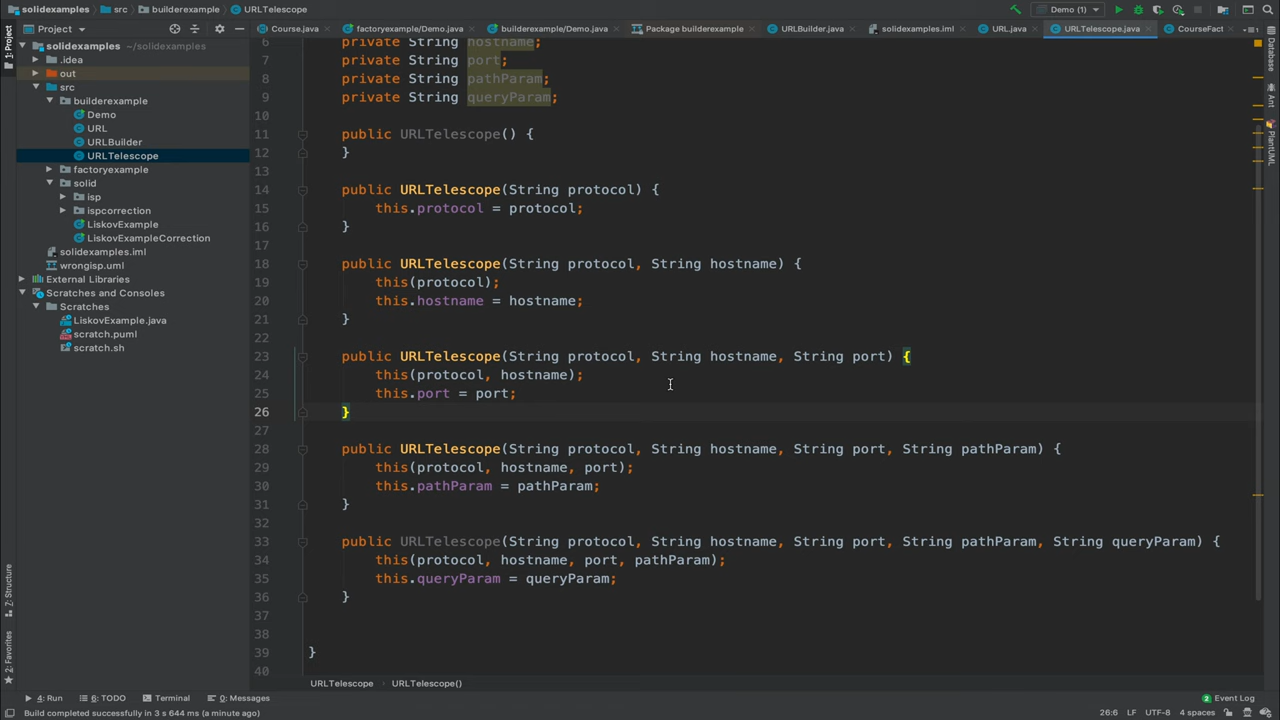 solidexamples
src
builderexample
URLTelescope
Demo (1)
Project
Course.java
factoryexample/Demo.java
builderexample/Demo.java
Package builderexample
URLBuilder.java
solidexamples.iml
URL.java
URLTelescope.java
CourseFact
1: Project
solidexamples ~/solidexamples
.idea
out
src
builderexample
Demo
URL
URLBuilder
URLTelescope
factoryexample
solid
isp
ispcorrection
LiskovExample
LiskovExampleCorrection
solidexamples.iml
wrongisp.uml
External Libraries
Scratches and Consoles
Scratches
LiskovExample.java
scratch.puml
scratch.sh
6 private String hostname;
7 private String port;
8 private String pathParam;
9 private String queryParam;
10
11 public URLTelescope() {
12 }
13
14 public URLTelescope(String protocol) {
15 this.protocol = protocol;
16 }
17
18 public URLTelescope(String protocol, String hostname) {
19 this(protocol);
20 this.hostname = hostname;
21 }
22
23 public URLTelescope(String protocol, String hostname, String port) {
24 this(protocol, hostname);
25 this.port = port;
26 }
27
28 public URLTelescope(String protocol, String hostname, String port, String pathParam) {
29 this(protocol, hostname, port);
30 this.pathParam = pathParam;
31 }
32
33 public URLTelescope(String protocol, String hostname, String port, String pathParam, String queryParam) {
34 this(protocol, hostname, port, pathParam);
35 this.queryParam = queryParam;
36 }
37
38
39 }
40
Database
Ant
PlantUML
7: Structure
2: Favorites
URLTelescope
URLTelescope()
4: Run
6: TODO
Terminal
0: Messages
2 Event Log
Build completed successfully in 3 s 644 ms (a minute ago)
26:6 LF UTF-8 4 spaces